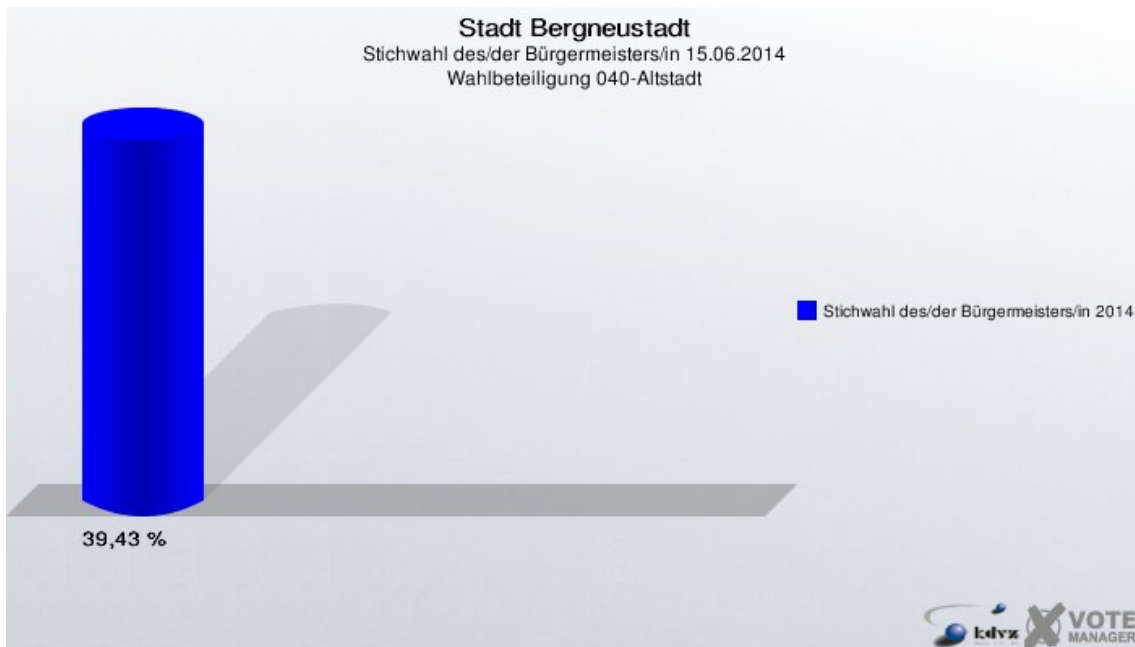 Stadt Bergneustadt
Stichwahl des/der Bürgermeisters/in 15.06.2014
Wahlbeteiligung 040-Altstadt
Stichwahl des/der Bürgermeisters/in 2014
39,43 %
kdvz
VOTE
MANAGER